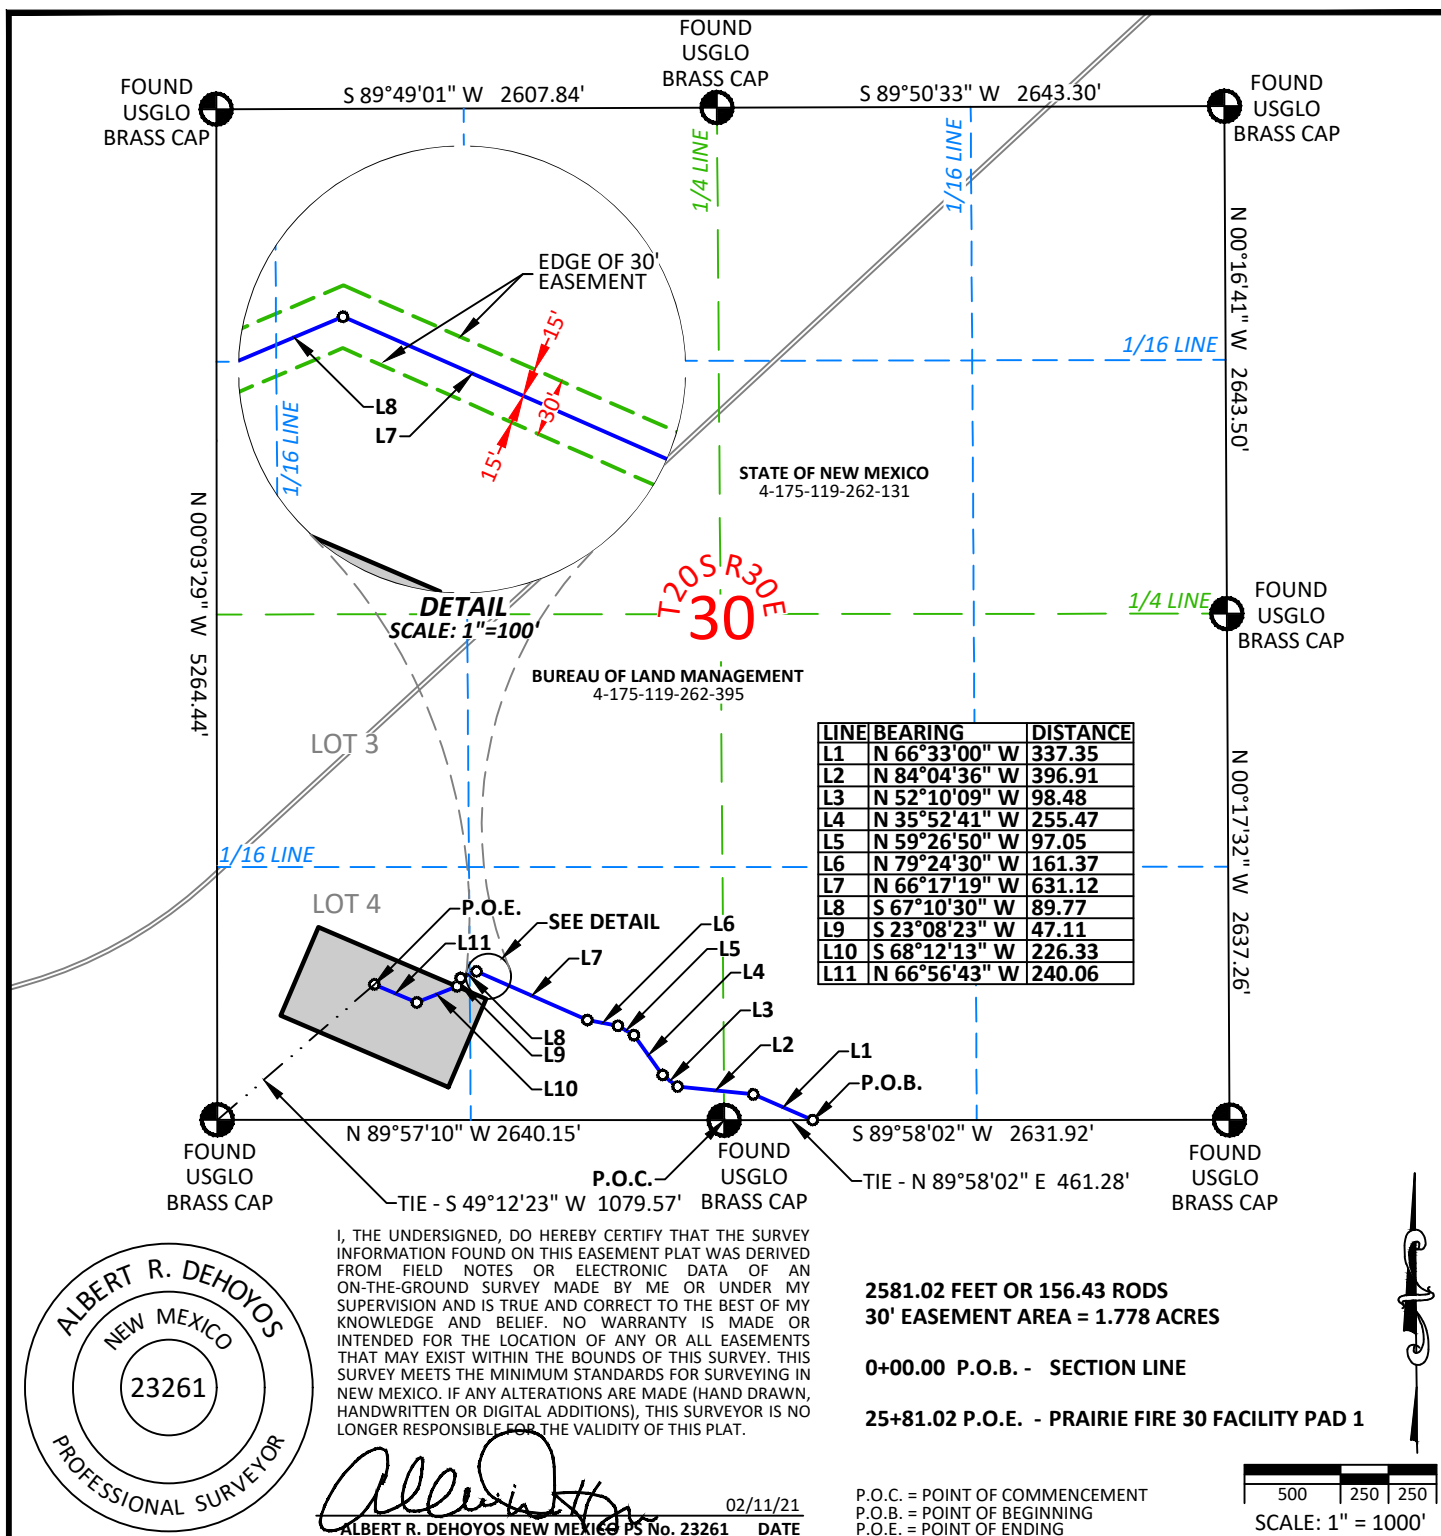 FOUND
USGLO
BRASS CAP
FOUND
USGLO
BRASS CAP
FOUND
USGLO
BRASS CAP
S 89°49'01" W 2607.84'
S 89°50'33" W 2643.30'
1/4 LINE
1/16 LINE
N 00°16'41" W 2643.50'
EDGE OF 30'
EASEMENT
15'
30'
15'
L8
L7
1/16 LINE
1/16 LINE
STATE OF NEW MEXICO
4-175-119-262-131
N 00°03'29" W 5264.44'
DETAIL
SCALE: 1"=100'
T20S R30E
30
1/4 LINE
FOUND
USGLO
BRASS CAP
BUREAU OF LAND MANAGEMENT
4-175-119-262-395
LOT 3
LINE BEARING DISTANCE
L1 N 66°33'00" W 337.35
L2 N 84°04'36" W 396.91
L3 N 52°10'09" W 98.48
L4 N 35°52'41" W 255.47
L5 N 59°26'50" W 97.05
L6 N 79°24'30" W 161.37
L7 N 66°17'19" W 631.12
L8 S 67°10'30" W 89.77
L9 S 23°08'23" W 47.11
L10 S 68°12'13" W 226.33
L11 N 66°56'43" W 240.06
N 00°17'32" W 2637.26'
1/16 LINE
LOT 4
P.O.E.
L11
SEE DETAIL
L7
L6
L5
L4
L3
L2
L1
P.O.B.
L8
L9
L10
N 89°57'10" W 2640.15'
S 89°58'02" W 2631.92'
FOUND
USGLO
BRASS CAP
P.O.C.
FOUND
USGLO
BRASS CAP
FOUND
USGLO
BRASS CAP
TIE - S 49°12'23" W 1079.57'
TIE - N 89°58'02" E 461.28'
I, THE UNDERSIGNED, DO HEREBY CERTIFY THAT THE SURVEY
INFORMATION FOUND ON THIS EASEMENT PLAT WAS DERIVED
FROM FIELD NOTES OR ELECTRONIC DATA OF AN
ON-THE-GROUND SURVEY MADE BY ME OR UNDER MY
SUPERVISION AND IS TRUE AND CORRECT TO THE BEST OF MY
KNOWLEDGE AND BELIEF. NO WARRANTY IS MADE OR
INTENDED FOR THE LOCATION OF ANY OR ALL EASEMENTS
THAT MAY EXIST WITHIN THE BOUNDS OF THIS SURVEY. THIS
SURVEY MEETS THE MINIMUM STANDARDS FOR SURVEYING IN
NEW MEXICO. IF ANY ALTERATIONS ARE MADE (HAND DRAWN,
HANDWRITTEN OR DIGITAL ADDITIONS), THIS SURVEYOR IS NO
LONGER RESPONSIBLE FOR THE VALIDITY OF THIS PLAT.
02/11/21
ALBERT R. DEHOYOS NEW MEXICO PS No. 23261 DATE
ALBERT R. DEHOYOS
NEW MEXICO
23261
PROFESSIONAL SURVEYOR
2581.02 FEET OR 156.43 RODS
30' EASEMENT AREA = 1.778 ACRES
0+00.00 P.O.B. - SECTION LINE
25+81.02 P.O.E. - PRAIRIE FIRE 30 FACILITY PAD 1
P.O.C. = POINT OF COMMENCEMENT
P.O.B. = POINT OF BEGINNING
P.O.E. = POINT OF ENDING
500 250 250
SCALE: 1" = 1000'